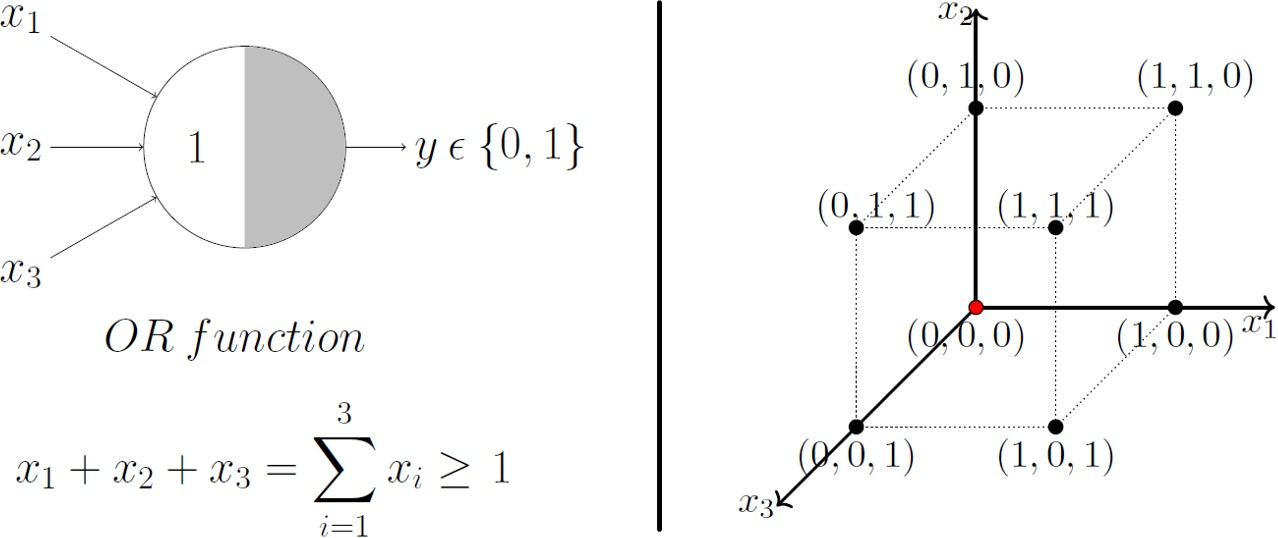 x₁
x₂
1
y ϵ {0, 1}
x₃
OR function
x₁ + x₂ + x₃ = ∑³ᵢ₌₁ xᵢ ≥ 1
x₂
(0, 1, 0)
(1, 1, 0)
(0, 1, 1)
(1, 1, 1)
(0, 0, 0)
(1, 0, 0)
x₁
(0, 0, 1)
(1, 0, 1)
x₃